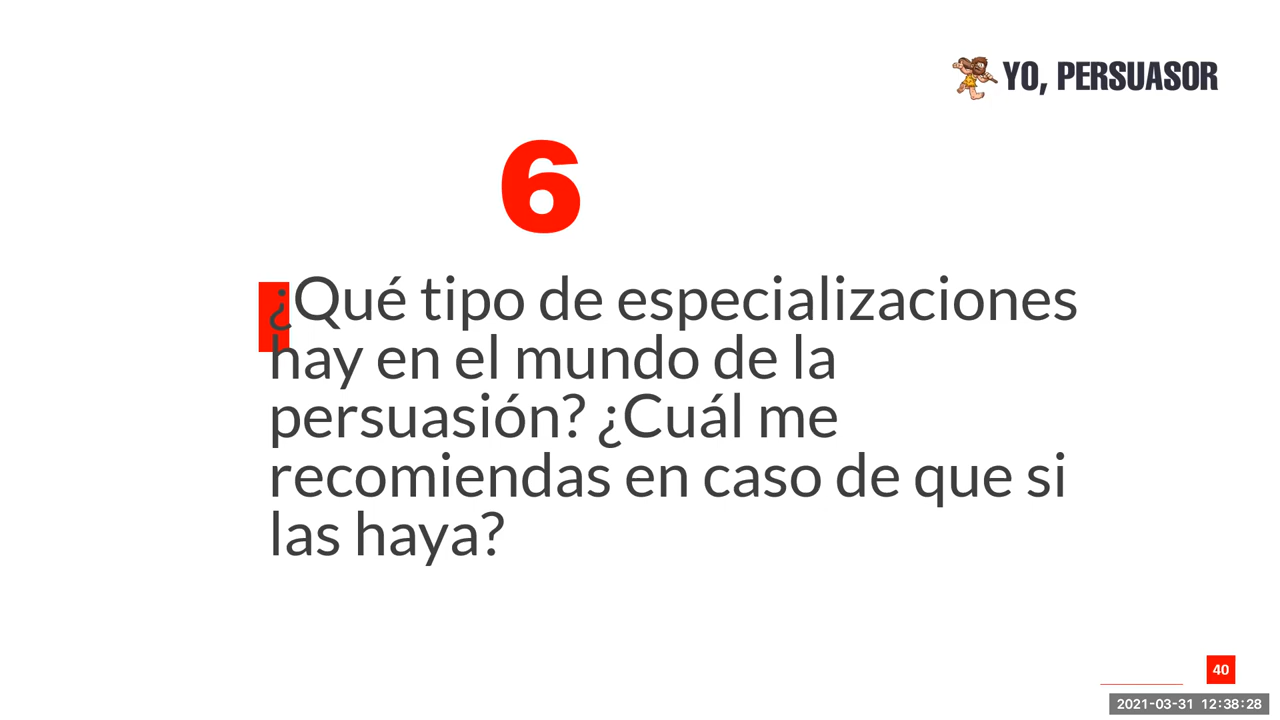 YO, PERSUASOR
6
¿Qué tipo de especializaciones
hay en el mundo de la
persuasión? ¿Cuál me
recomiendas en caso de que si
las haya?
40
2021-03-31 12:38:28